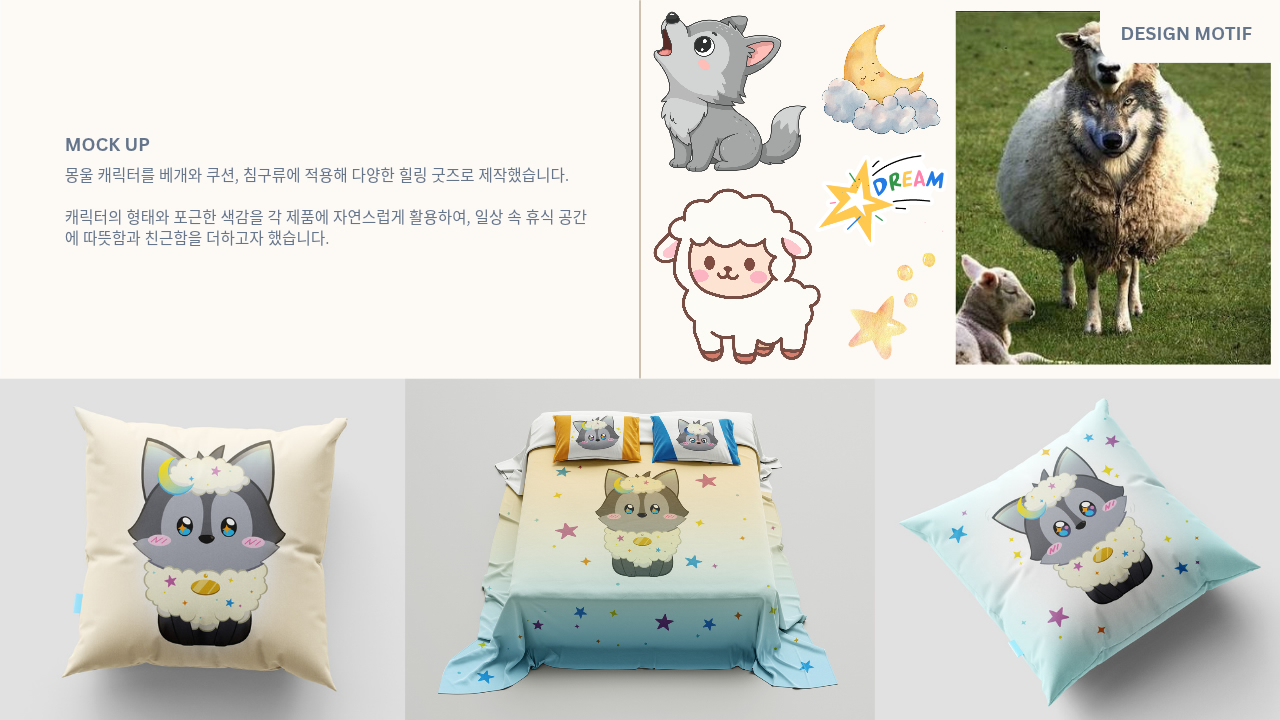 MOCK UP
몽울 캐릭터를 베개와 쿠션, 침구류에 적용해 다양한 힐링 굿즈로 제작했습니다.
캐릭터의 형태와 포근한 색감을 각 제품에 자연스럽게 활용하여, 일상 속 휴식 공간
에 따뜻함과 친근함을 더하고자 했습니다.
DESIGN MOTIF
DREAM